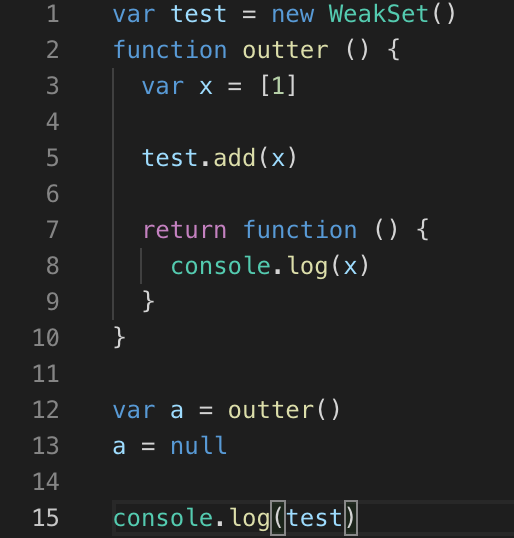 1 var test = new WeakSet()
2 function outter () {
3 var x = [1]
4
5 test.add(x)
6
7 return function () {
8 console.log(x)
9 }
10 }
11
12 var a = outter()
13 a = null
14
15 console.log(test)